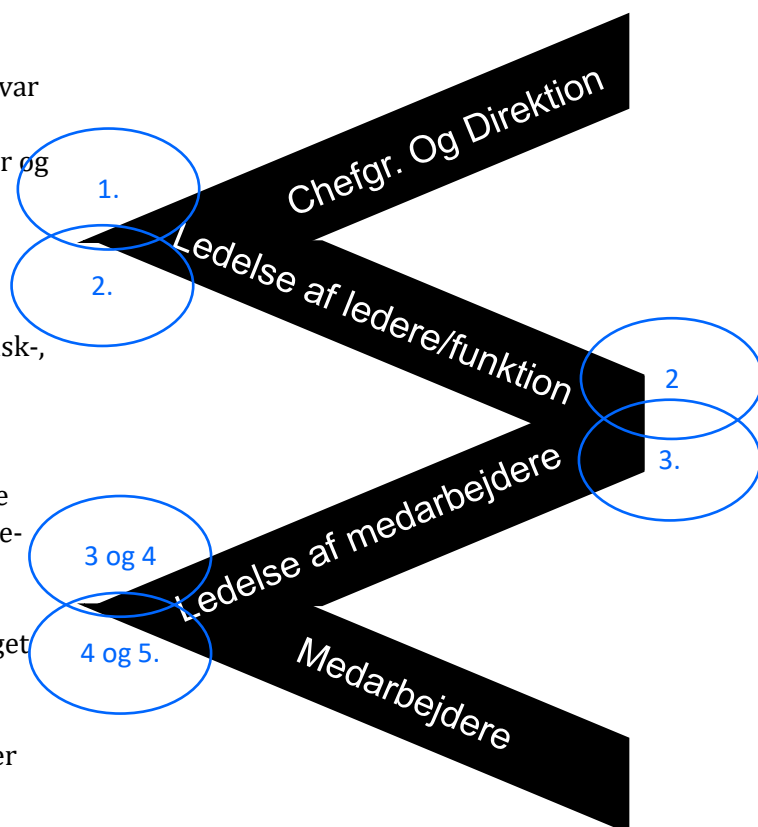 var
Chefgr. Og Direktion
r og
1.
Ledelse af ledere/funktion
2.
sk-,
2
3.
Ledelse af medarbejdere
e
e-
3 og 4
get
4 og 5.
Medarbejdere
er